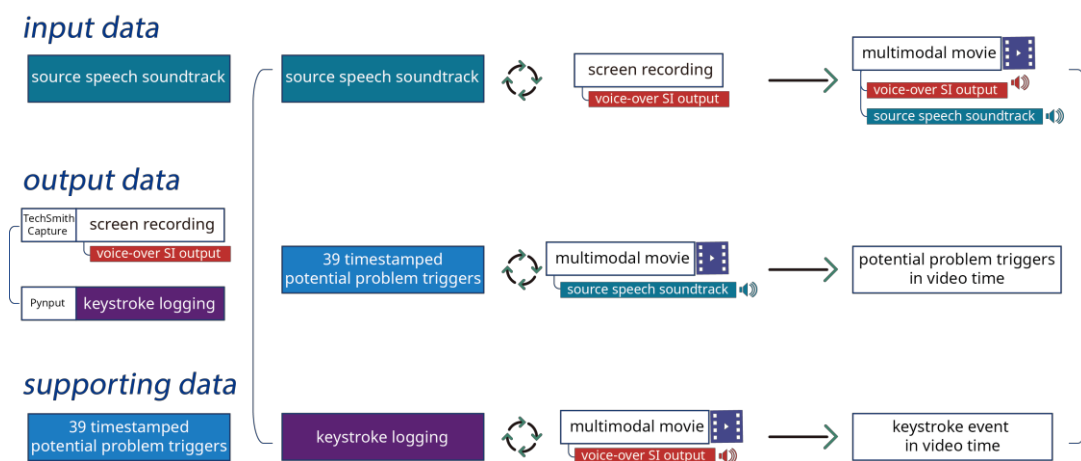 input data
source speech soundtrack
output data
TechSmith
Capture
screen recording
voice-over SI output
Pynput
keystroke logging
supporting data
39 timestamped
potential problem triggers
source speech soundtrack
screen recording
voice-over SI output
multimodal movie
voice-over SI output
source speech soundtrack
39 timestamped
potential problem triggers
multimodal movie
source speech soundtrack
potential problem triggers
in video time
keystroke logging
multimodal movie
voice-over SI output
keystroke event
in video time